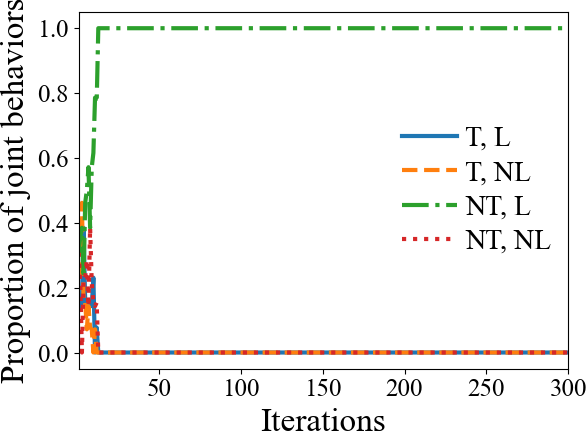 Proportion of joint behaviors
1.0
0.8
0.6
0.4
0.2
0.0
T, L
T, NL
NT, L
NT, NL
50 100 150 200 250 300
Iterations